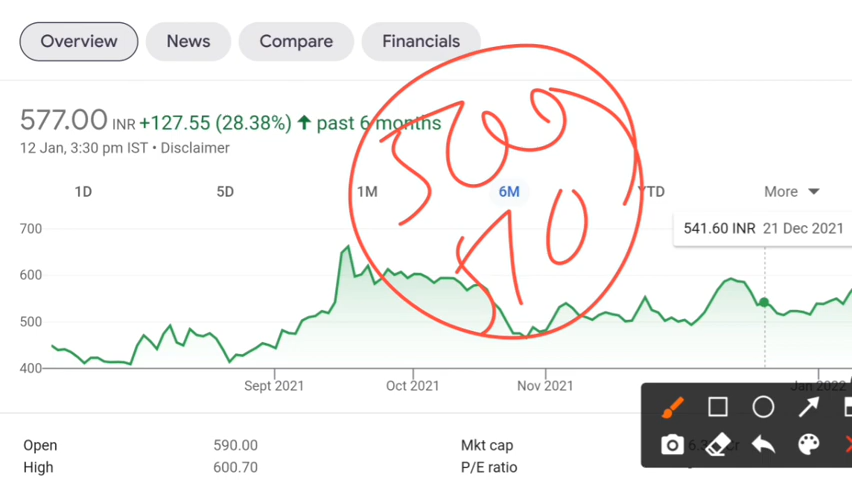 Overview News Compare Financials
577.00 INR +127.55 (28.38%) ↑ past 6 months
12 Jan, 3:30 pm IST • Disclaimer
1D 5D 1M 6M YTD More
541.60 INR 21 Dec 2021
700
600
500
400
Sept 2021 Oct 2021 Nov 2021 Jan 2022
Open 590.00 Mkt cap
High 600.70 P/E ratio
500